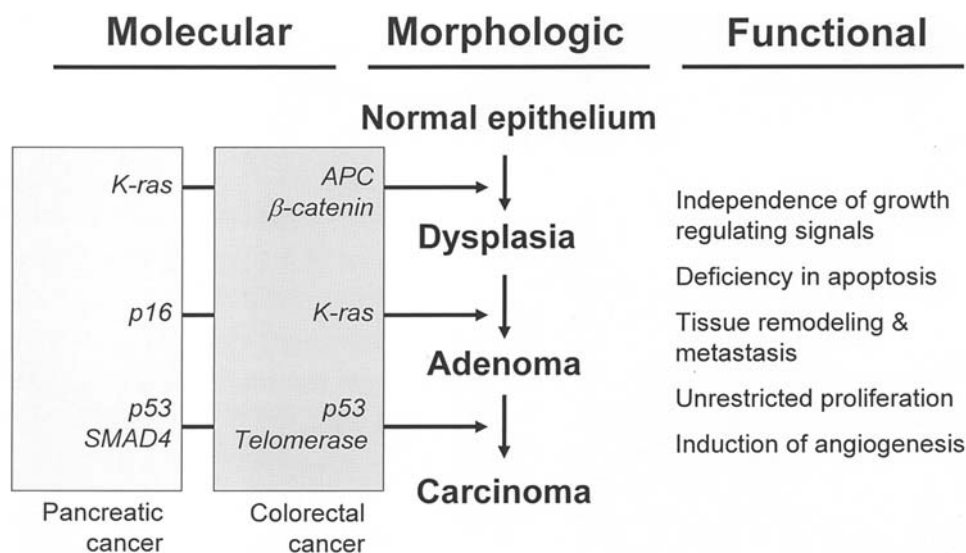 Molecular
Morphologic
Functional
Normal epithelium
K-ras
APC
β-catenin
Dysplasia
p16
K-ras
Adenoma
p53
SMAD4
p53
Telomerase
Carcinoma
Pancreatic
cancer
Colorectal
cancer
Independence of growth
regulating signals
Deficiency in apoptosis
Tissue remodeling &
metastasis
Unrestricted proliferation
Induction of angiogenesis